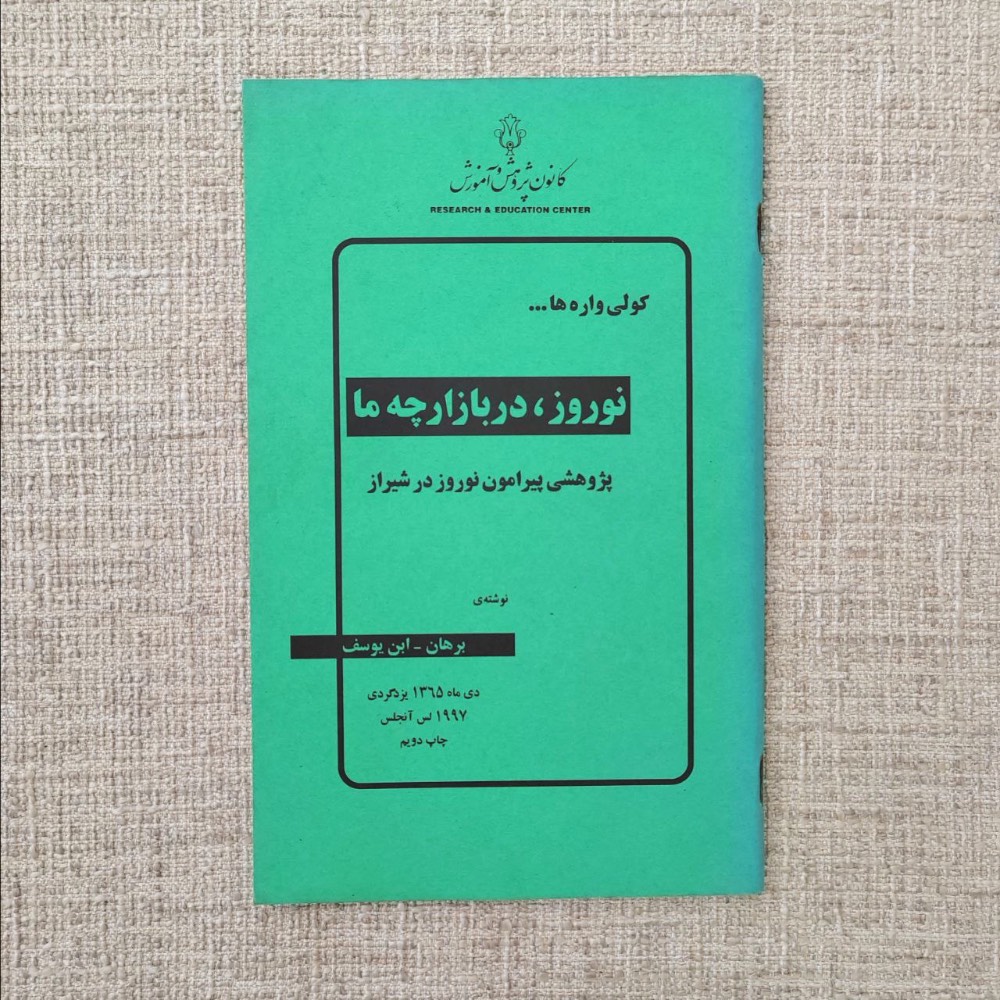 کانون پژوهش و آموزش
RESEARCH & EDUCATION CENTER
کولی واره ها...
نوروز، در بازارچه ما
پژوهشی پیرامون نوروز در شیراز
نوشته‌ی
برهان - ابن یوسف
دی ماه ۱۳۶۵ یزدگردی
۱۹۹۷ لس آنجلس
چاپ دویم